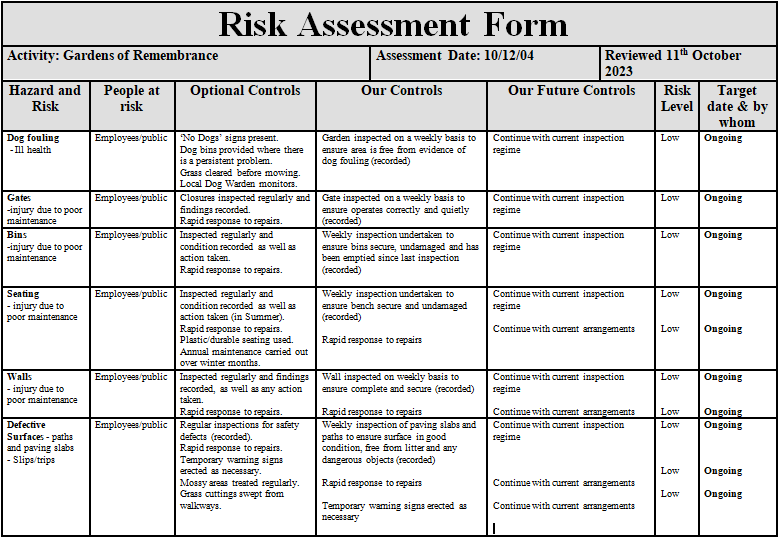 Risk Assessment Form
Activity: Gardens of Remembrance
Assessment Date: 10/12/04
Reviewed 11th October
2023
Hazard and
Risk
People at
risk
Optional Controls
Our Controls
Our Future Controls
Risk
Level
Target
date & by
whom
Dog fouling
- Ill health
Employees/public
'No Dogs' signs present.
Dog bins provided where there
is a persistent problem.
Grass cleared before mowing.
Local Dog Warden monitors.
Garden inspected on a weekly basis to
ensure area is free from evidence of
dog fouling (recorded)
Continue with current inspection
regime
Low
Ongoing
Gates
-injury due to poor
maintenance
Employees/public
Closures inspected regularly and
findings recorded.
Rapid response to repairs.
Gate inspected on a weekly basis to
ensure operates correctly and quietly
(recorded)
Continue with current inspection
regime
Low
Ongoing
Bins
-injury due to poor
maintenance
Employees/public
Inspected regularly and
condition recorded as well as
action taken.
Rapid response to repairs.
Weekly inspection undertaken to
ensure bins secure, undamaged and has
been emptied since last inspection
(recorded)
Continue with current inspection
regime
Low
Ongoing
Seating
- injury due to
poor maintenance
Employees/public
Inspected regularly and
condition recorded as well as
action taken (in Summer).
Rapid response to repairs.
Plastic/durable seating used.
Annual maintenance carried out
over winter months.
Weekly inspection undertaken to
ensure bench secure and undamaged
(recorded)
Rapid response to repairs
Continue with current inspection
regime
Continue with current arrangements
Low
Low
Ongoing
Ongoing
Walls
- injury due to
poor maintenance
Employees/public
Inspected regularly and findings
recorded, as well as any action
taken.
Rapid response to repairs.
Wall inspected on weekly basis to
ensure complete and secure (recorded)
Rapid response to repairs
Continue with current inspection
regime
Continue with current arrangements
Low
Low
Ongoing
Ongoing
Defective
Surfaces - paths
and paving slabs
- Slips/trips
Employees/public
Regular inspections for safety
defects (recorded).
Rapid response to repairs.
Temporary warning signs
erected as necessary.
Mossy areas treated regularly.
Grass cuttings swept from
walkways.
Weekly inspection of paving slabs and
paths to ensure surface in good
condition, free from litter and any
dangerous objects (recorded)
Rapid response to repairs
Temporary warning signs erected as
necessary
Continue with current inspection
regime
Continue with current arrangements
Continue with current arrangements
Low
Low
Low
Ongoing
Ongoing
Ongoing